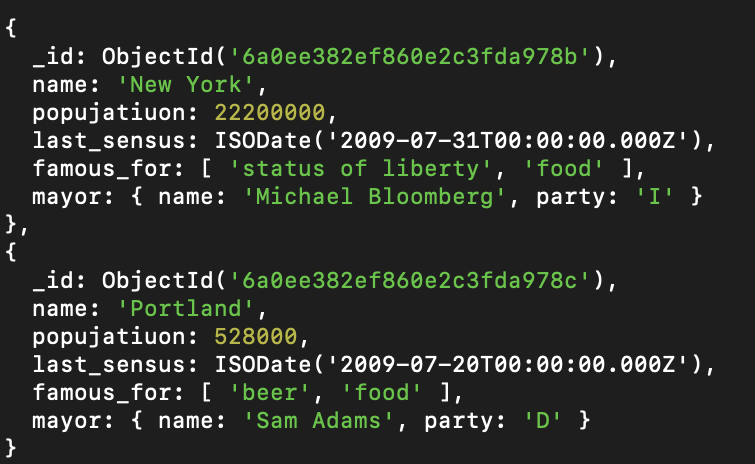 {
_id: ObjectId('6a0ee382ef860e2c3fda978b'),
name: 'New York',
popujatiuon: 22200000,
last_sensus: ISODate('2009-07-31T00:00:00.000Z'),
famous_for: [ 'status of liberty', 'food' ],
mayor: { name: 'Michael Bloomberg', party: 'I' }
},
{
_id: ObjectId('6a0ee382ef860e2c3fda978c'),
name: 'Portland',
popujatiuon: 528000,
last_sensus: ISODate('2009-07-20T00:00:00.000Z'),
famous_for: [ 'beer', 'food' ],
mayor: { name: 'Sam Adams', party: 'D' }
}